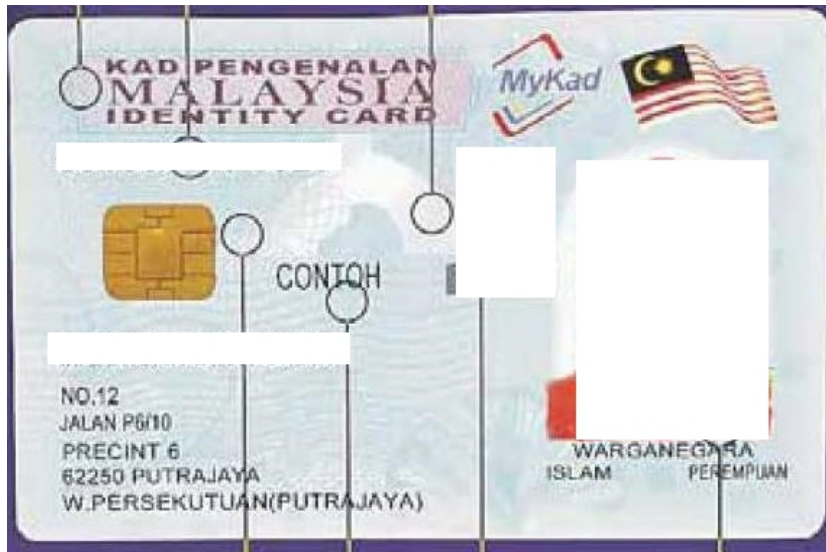 KAD PENGENALAN
MALAYSIA
IDENTITY CARD
MyKad
CONTOH
NO.12
JALAN P6/10
PRECINT 6
62250 PUTRAJAYA
W.PERSEKUTUAN(PUTRAJAYA)
WARGANEGARA
ISLAM PEREMPUAN